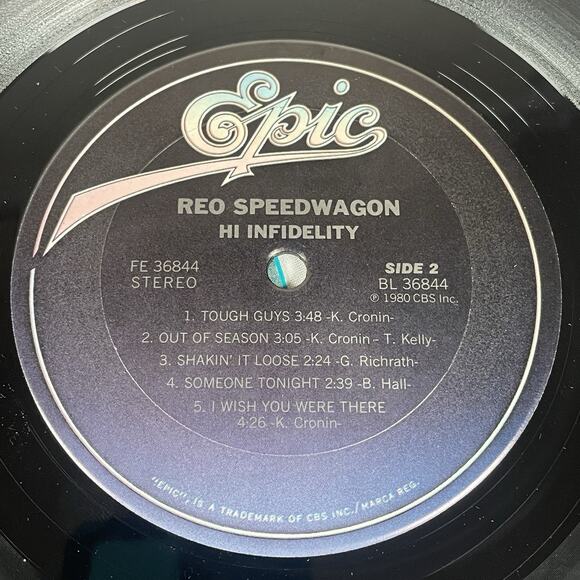 Epic
REO SPEEDWAGON
HI INFIDELITY
FE 36844
STEREO
SIDE 2
BL 36844
℗ 1980 CBS Inc.
1. TOUGH GUYS 3:48 -K. Cronin-
2. OUT OF SEASON 3:05 -K. Cronin - T. Kelly-
3. SHAKIN' IT LOOSE 2:24 -G. Richrath-
4. SOMEONE TONIGHT 2:39 -B. Hall-
5. I WISH YOU WERE THERE
4:26 -K. Cronin-
"EPIC", IS A TRADEMARK OF CBS INC./MARCA REG.